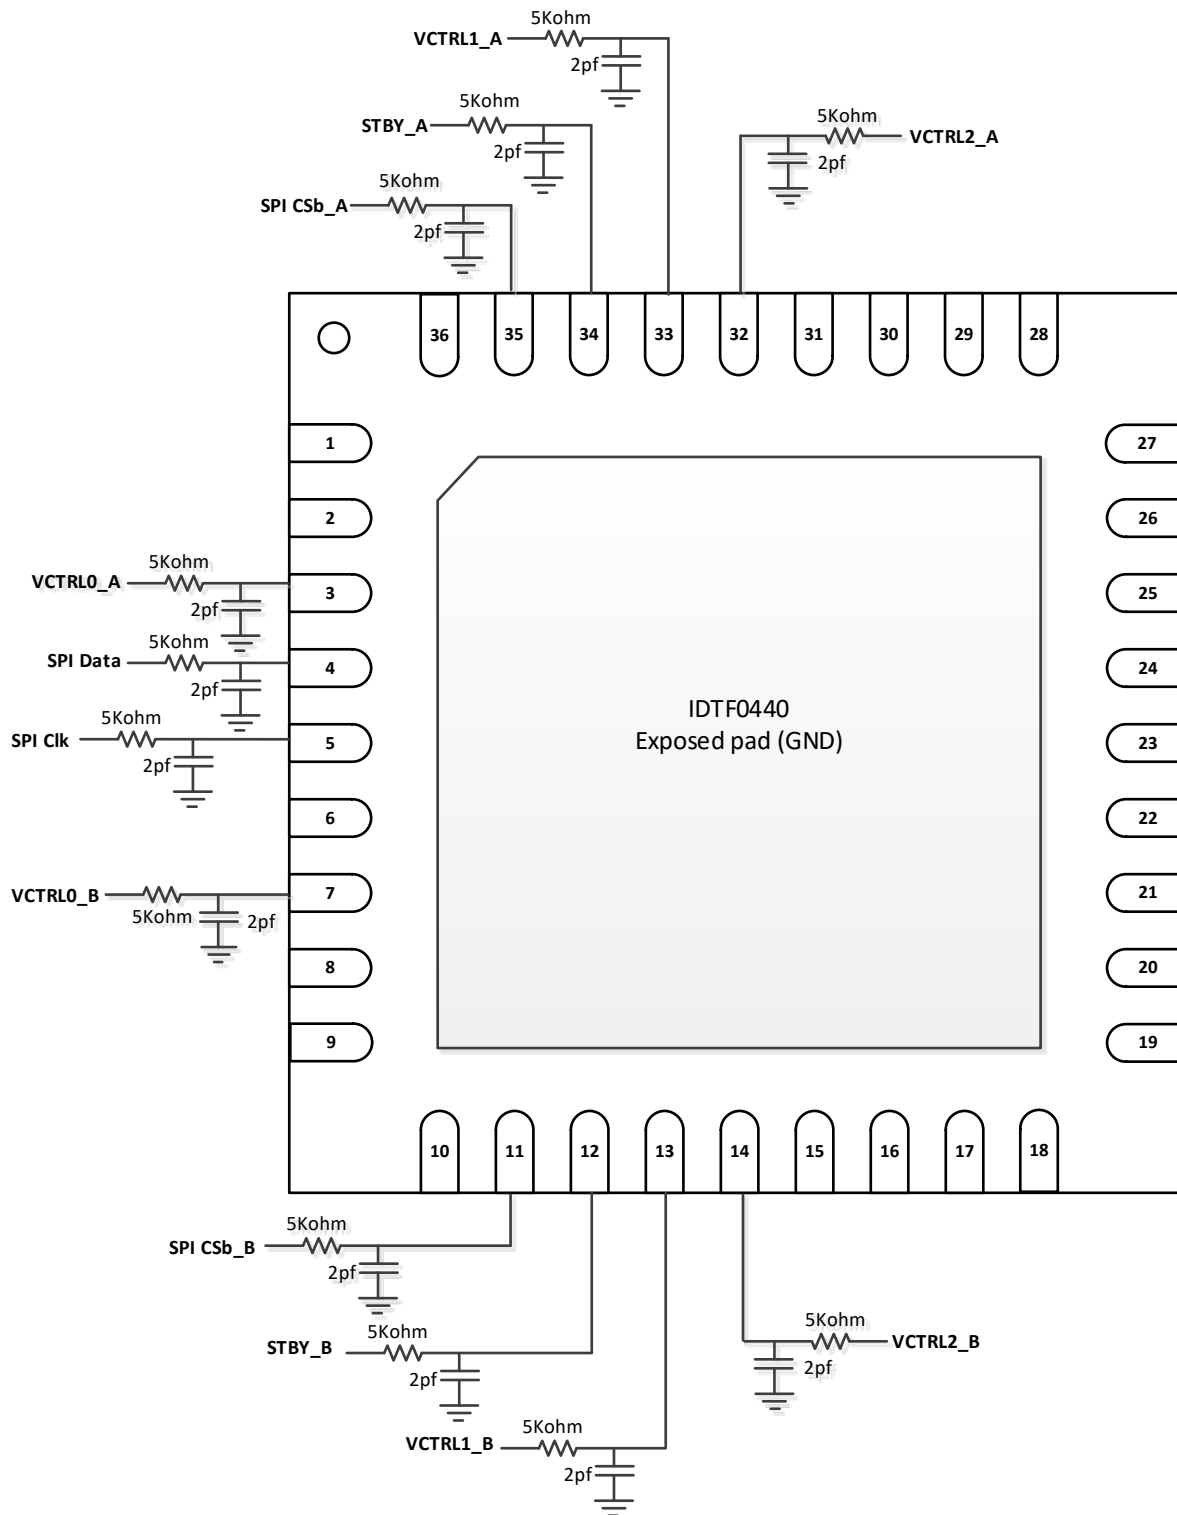 5Kohm
VCTRL1_A
2pf
5Kohm
STBY_A
2pf
5Kohm
VCTRL2_A
2pf
5Kohm
SPI CSb_A
2pf
36 35 34 33 32 31 30 29 28
1 27
2 26
5Kohm
VCTRL0_A
2pf
3 25
5Kohm
SPI Data
2pf
4 24
5Kohm
SPI Clk
2pf
5 23
IDTF0440
Exposed pad (GND)
6 22
VCTRL0_B
5Kohm
2pf
7 21
8 20
9 19
10 11 12 13 14 15 16 17 18
5Kohm
SPI CSb_B
2pf
5Kohm
STBY_B
2pf
5Kohm
VCTRL2_B
2pf
5Kohm
VCTRL1_B
2pf